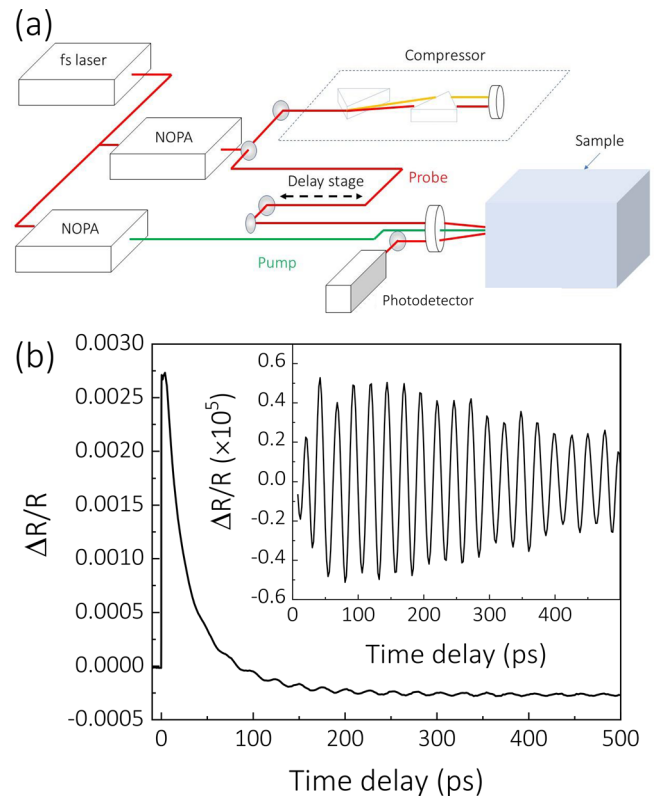 (a)
fs laser
Compressor
NOPA
Sample
Probe
Delay stage
NOPA
Pump
Photodetector
(b)
0.0030
0.0025
0.0020
0.0015
0.0010
0.0005
0.0000
-0.0005
ΔR/R
0
100
200
300
400
500
Time delay (ps)
0.6
0.4
0.2
0.0
-0.2
-0.4
-0.6
ΔR/R (×10⁵)
0
100
200
300
400
Time delay (ps)